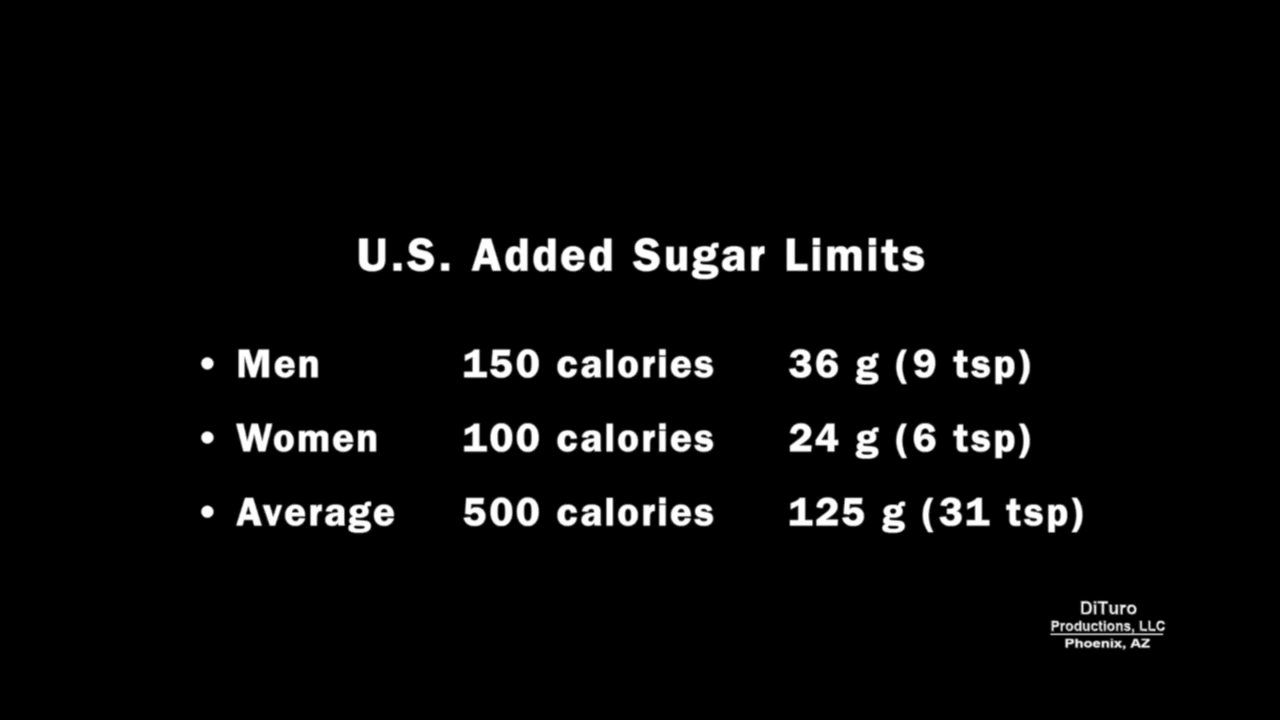 U.S. Added Sugar Limits
• Men 150 calories 36 g (9 tsp)
• Women 100 calories 24 g (6 tsp)
• Average 500 calories 125 g (31 tsp)
DiTuro
Productions, LLC
Phoenix, AZ